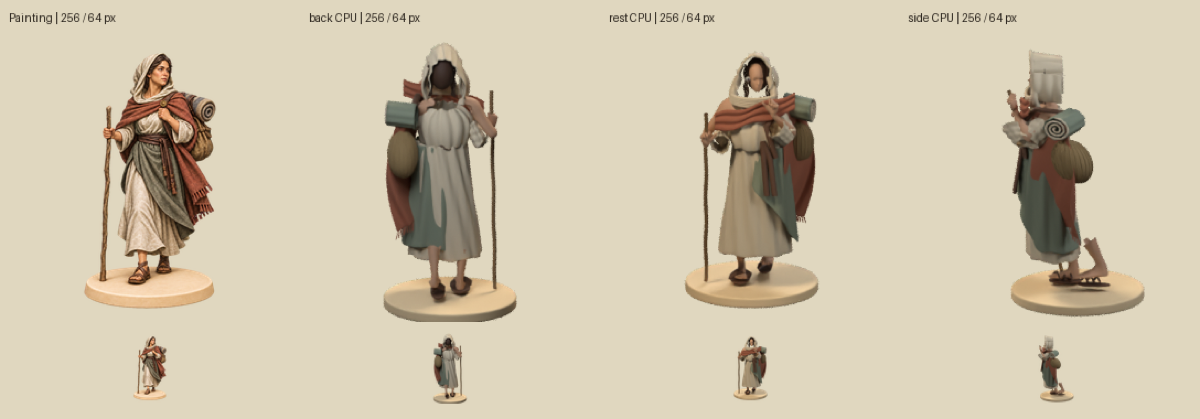 Painting | 256 / 64 px
back CPU | 256 / 64 px
rest CPU | 256 / 64 px
side CPU | 256 / 64 px